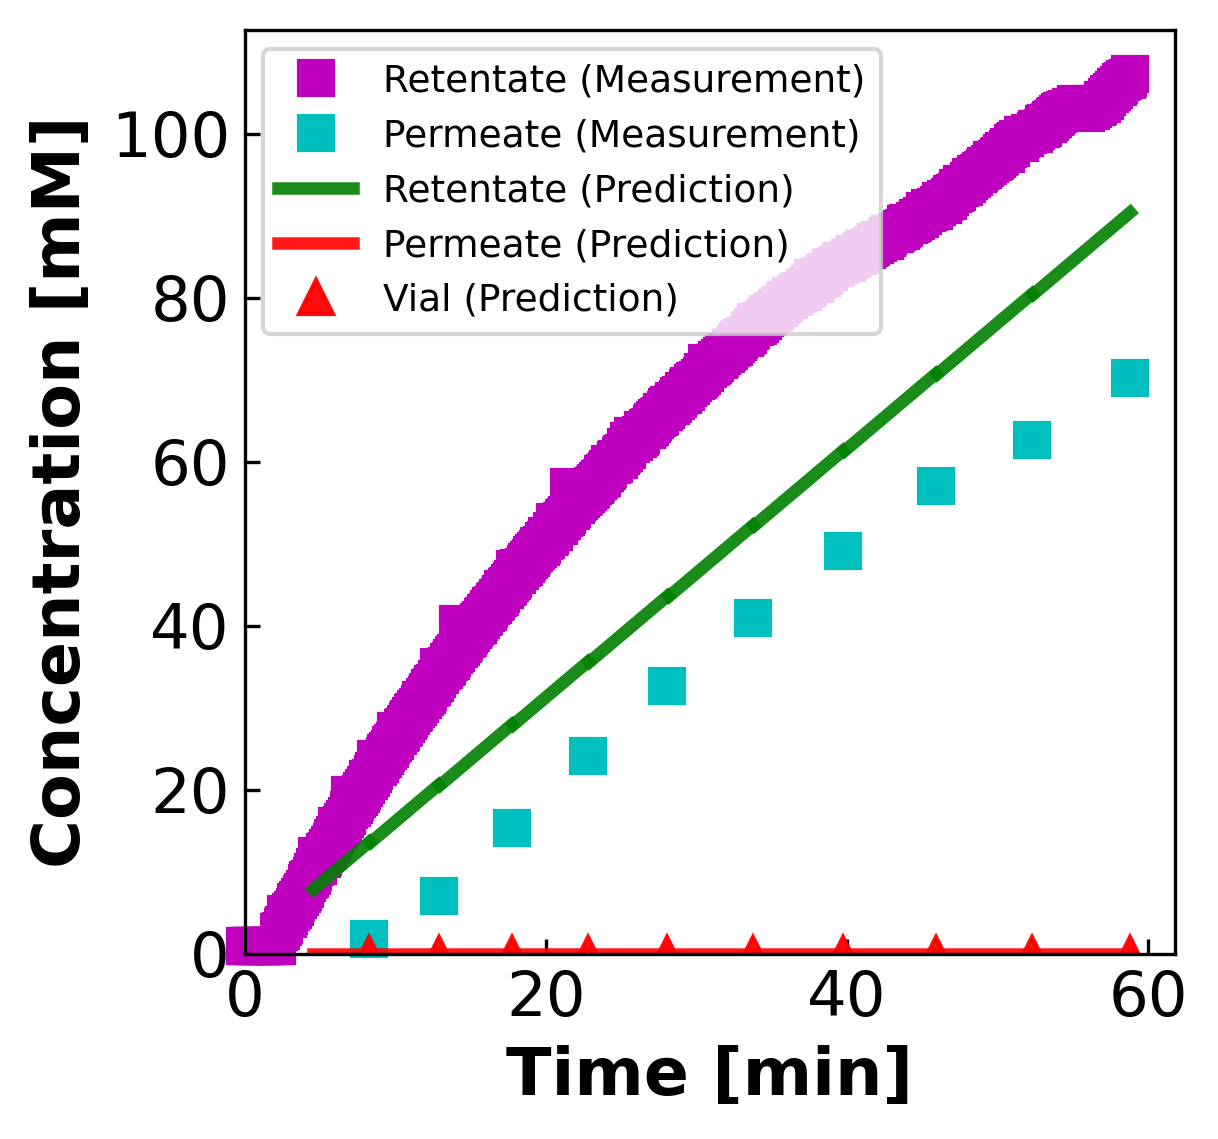 Concentration [mM]
100
80
60
40
20
0
Retentate (Measurement)
Permeate (Measurement)
Retentate (Prediction)
Permeate (Prediction)
Vial (Prediction)
0 20 40 60
Time [min]